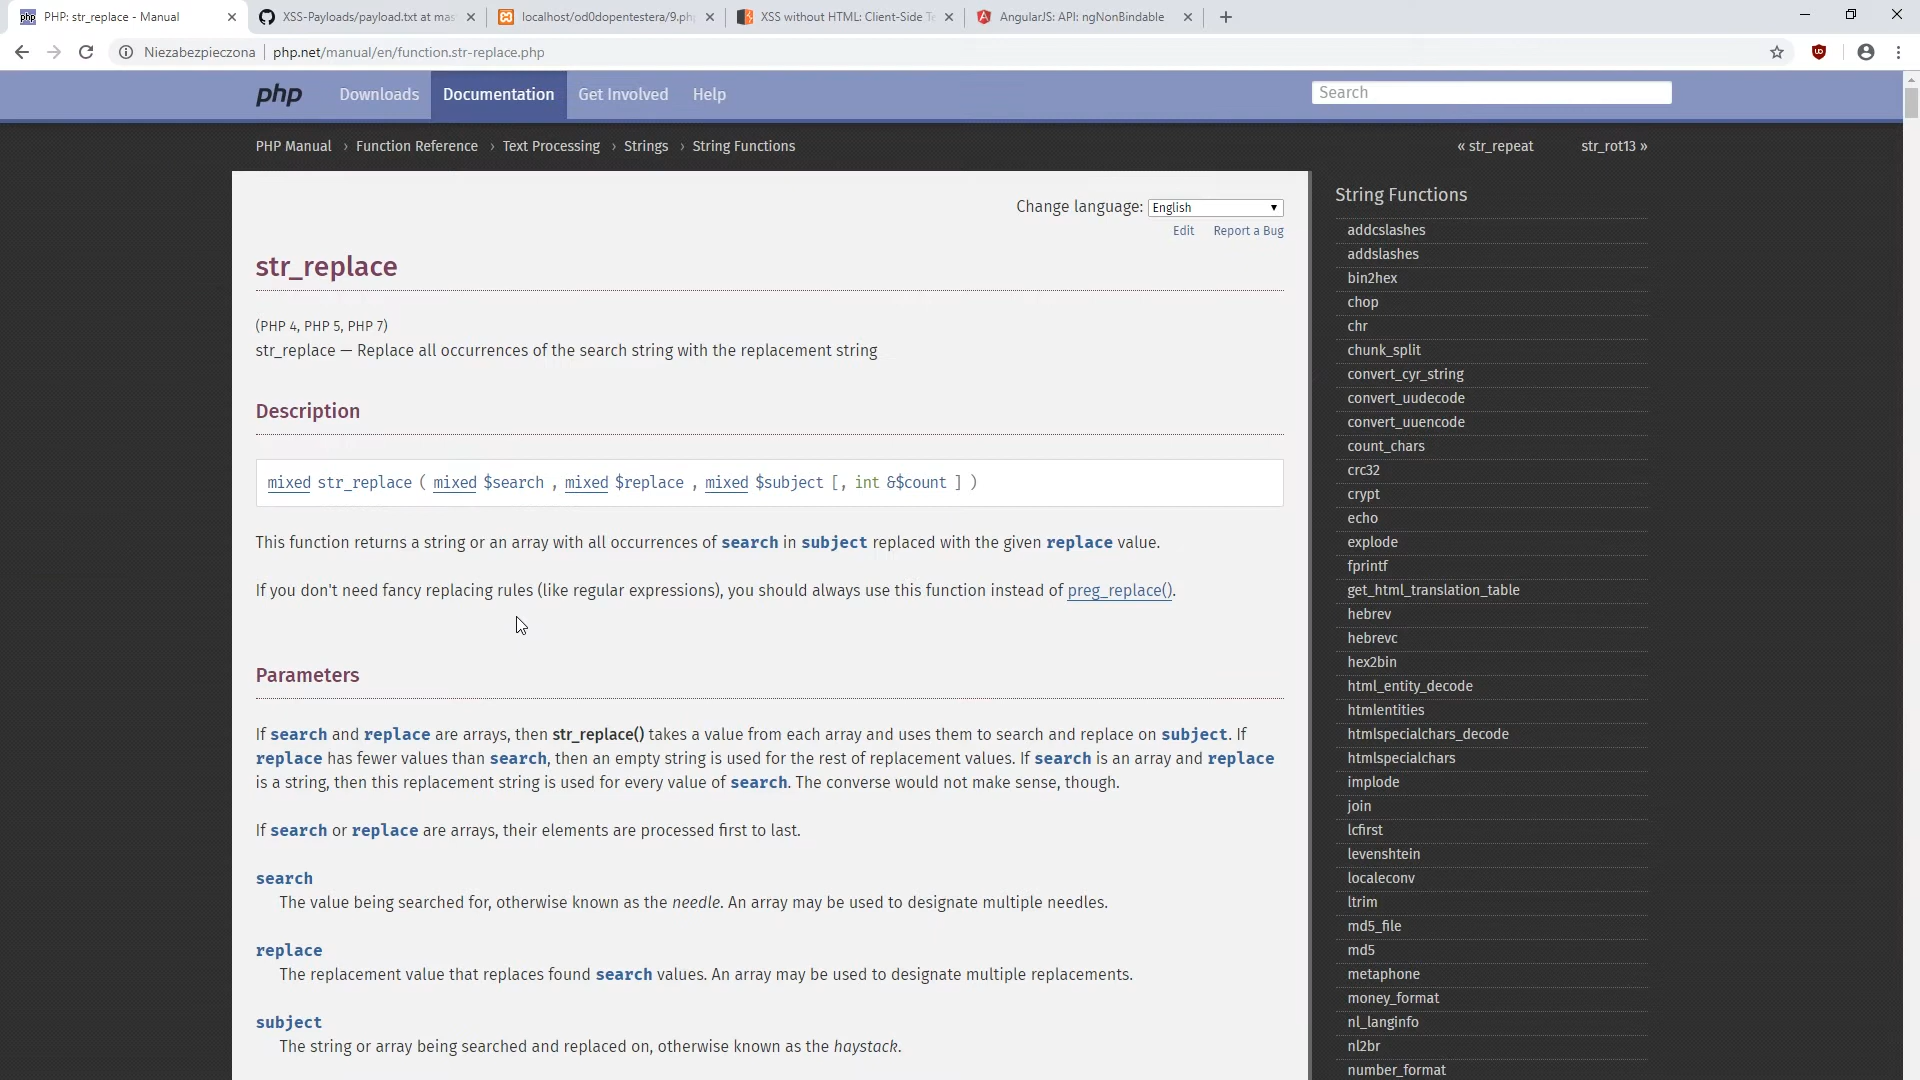 PHP: str_replace - Manual
XSS-Payloads/payload.txt at mas
localhost/od0dopentestera/9.php
XSS without HTML: Client-Side Te
AngularJS: API: ngNonBindable
Niezabezpieczona
php.net/manual/en/function.str-replace.php
php
Downloads
Documentation
Get Involved
Help
Search
PHP Manual › Function Reference › Text Processing › Strings › String Functions
« str_repeat
str_rot13 »
Change language: English
Edit
Report a Bug
str_replace
(PHP 4, PHP 5, PHP 7)
str_replace — Replace all occurrences of the search string with the replacement string
Description
mixed str_replace ( mixed $search , mixed $replace , mixed $subject [, int &$count ] )
This function returns a string or an array with all occurrences of search in subject replaced with the given replace value.
If you don't need fancy replacing rules (like regular expressions), you should always use this function instead of preg_replace().
Parameters
If search and replace are arrays, then str_replace() takes a value from each array and uses them to search and replace on subject. If
replace has fewer values than search, then an empty string is used for the rest of replacement values. If search is an array and replace
is a string, then this replacement string is used for every value of search. The converse would not make sense, though.
If search or replace are arrays, their elements are processed first to last.
search
The value being searched for, otherwise known as the needle. An array may be used to designate multiple needles.
replace
The replacement value that replaces found search values. An array may be used to designate multiple replacements.
subject
The string or array being searched and replaced on, otherwise known as the haystack.
String Functions
addcslashes
addslashes
bin2hex
chop
chr
chunk_split
convert_cyr_string
convert_uudecode
convert_uuencode
count_chars
crc32
crypt
echo
explode
fprintf
get_html_translation_table
hebrev
hebrevc
hex2bin
html_entity_decode
htmlentities
htmlspecialchars_decode
htmlspecialchars
implode
join
lcfirst
levenshtein
localeconv
ltrim
md5_file
md5
metaphone
money_format
nl_langinfo
nl2br
number_format